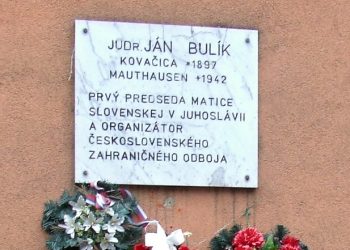 JUDR. JÁN BULÍK
KOVAČICA *1897
MAUTHAUSEN +1942
PRVÝ PREDSEDA MATICE
SLOVENSKEJ V JUHOSLÁVII
A ORGANIZÁTOR
ČESKOSLOVENSKÉHO
ZAHRANIČNÉHO ODBOJA